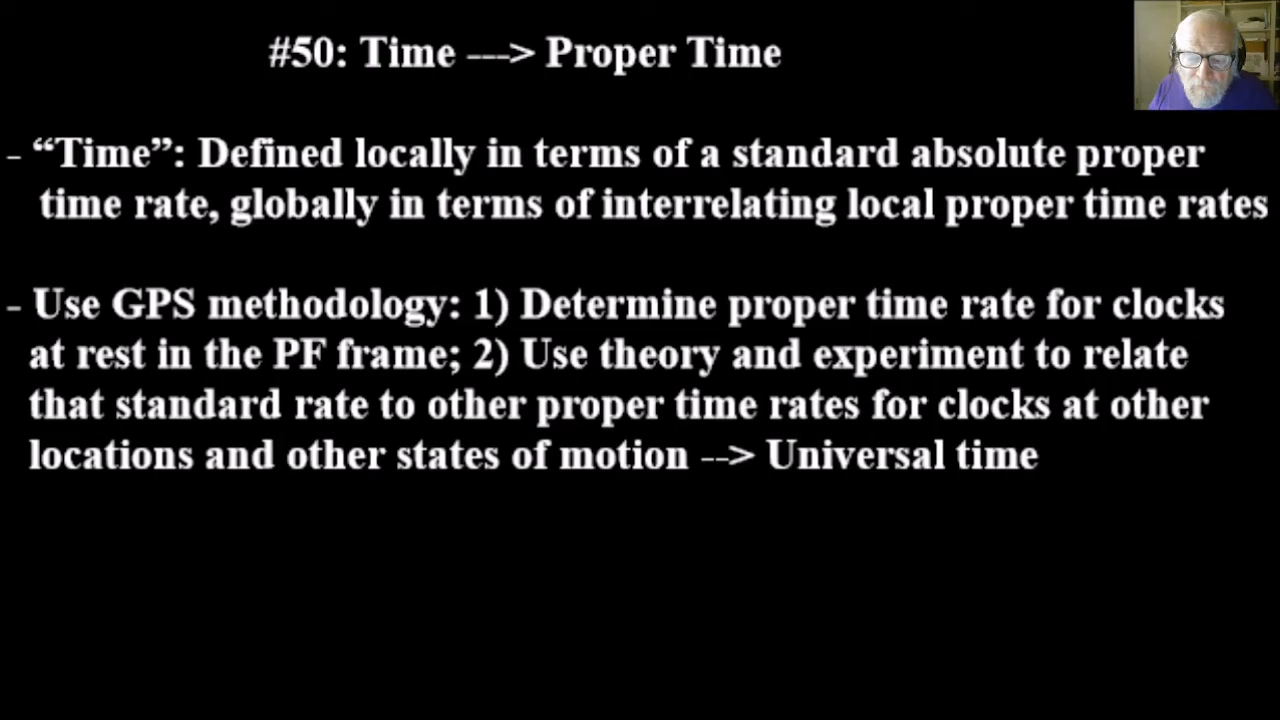 #50: Time ---> Proper Time
- “Time”: Defined locally in terms of a standard absolute proper
time rate, globally in terms of interrelating local proper time rates
- Use GPS methodology: 1) Determine proper time rate for clocks
at rest in the PF frame; 2) Use theory and experiment to relate
that standard rate to other proper time rates for clocks at other
locations and other states of motion --> Universal time